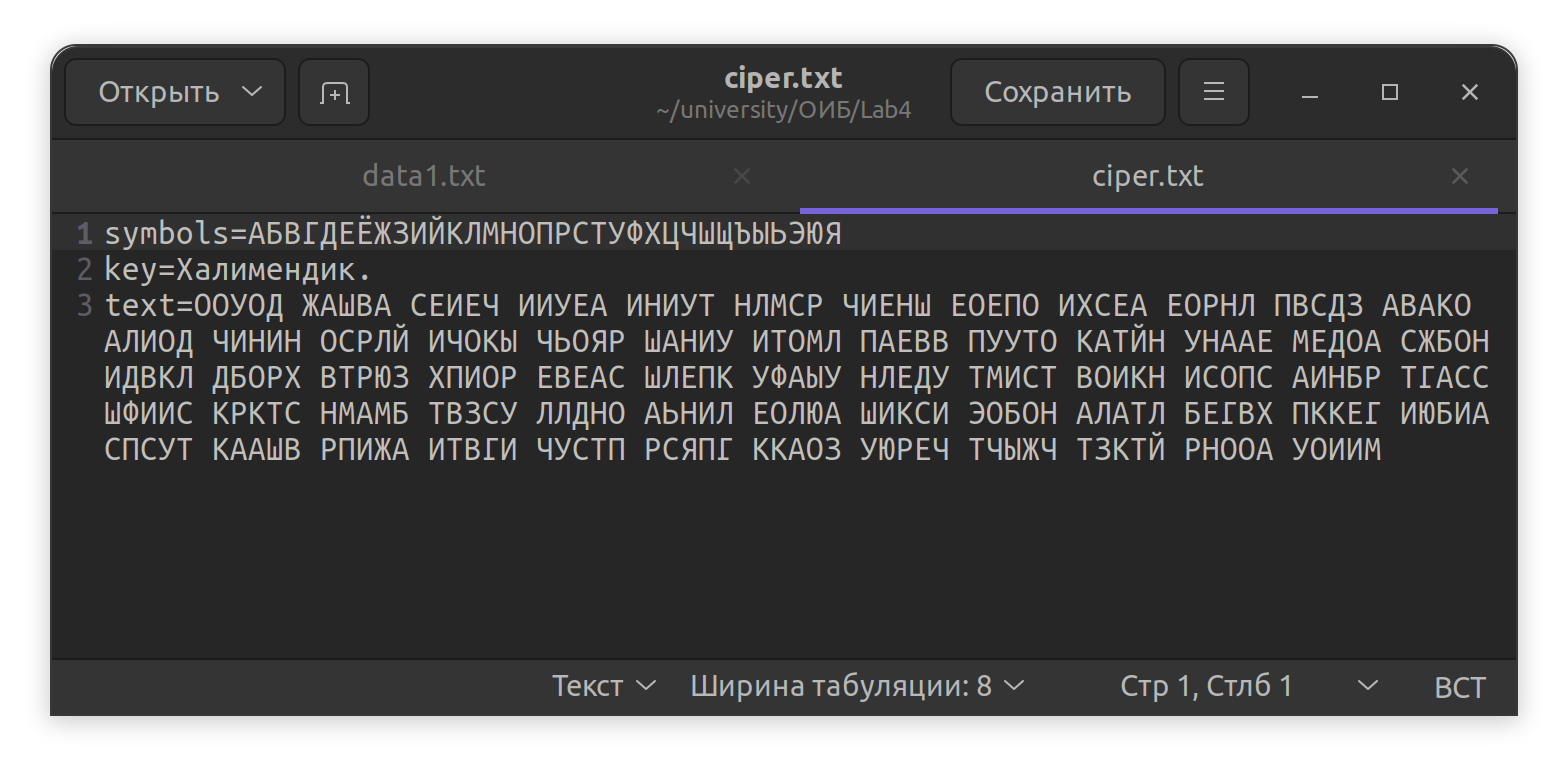 Открыть
ciper.txt
~/university/ОИБ/Lab4
Сохранить
data1.txt
ciper.txt
1 symbols=АБВГДЕЁЖЗИЙКЛМНОПРСТУФХЦЧШЩЪЫЬЭЮЯ
2 key=Халимендик.
3 text=ООУОД ЖАШВА СЕИЕЧ ИИУЕА ИНИУТ НЛМСР ЧИЕНШ ЕОЕПО ИХСЕА ЕОРНЛ ПВСДЗ АВАКО
АЛИОД ЧИНИН ОСРЛЙ ИЧОКЫ ЧЬОЯР ШАНИУ ИТОМЛ ПАЕВВ ПУУТО КАТЙН УНААЕ МЕДОА СЖБОН
ИДВКЛ ДБОРХ ВТРЮЗ ХПИОР ЕВЕАС ШЛЕПК УФАЫУ НЛЕДУ ТМИСТ ВОИКН ИСОПС АИНБР ТГАСС
ШФИИС КРКТС НМАМБ ТВЗСУ ЛЛДНО АЬНИЛ ЕОЛЮА ШИКСИ ЭОБОН АЛАТЛ БЕГВХ ПККЕГ ИЮБИА
СПСУТ КААШВ РПИЖА ИТВГИ ЧУСТП РСЯПГ ККАОЗ УЮРЕЧ ТЧЫЖЧ ТЗКТЙ РНООА УОИИМ
Текст
Ширина табуляции: 8
Стр 1, Стлб 1
ВСТ